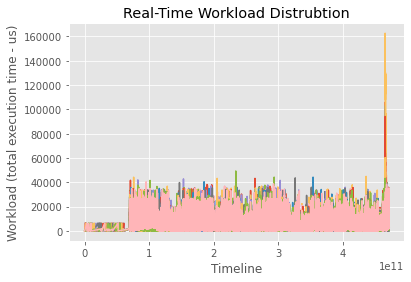 Real-Time Workload Distrubtion
Workload (total execution time - us)
160000
140000
120000
100000
80000
60000
40000
20000
0
0 1 2 3 4
1e11
Timeline